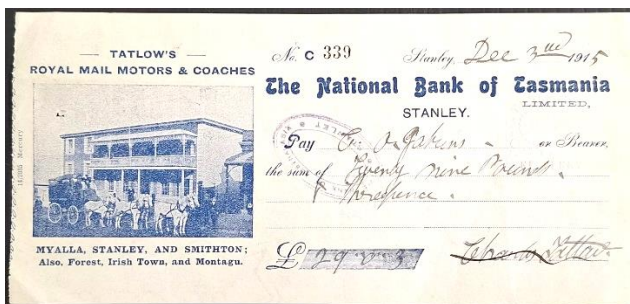 TATLOW'S
ROYAL MAIL MOTORS & COACHES
MYALLA, STANLEY, AND SMITHTON;
Also, Forest, Irish Town, and Montagu.
No. C 339 Stanley, Dec 3rd 1915
The National Bank of Tasmania
LIMITED,
STANLEY.
Pay or Bearer,
the sum of Twenty nine Pounds
Threepence.
£ 29
Charles Tatlow